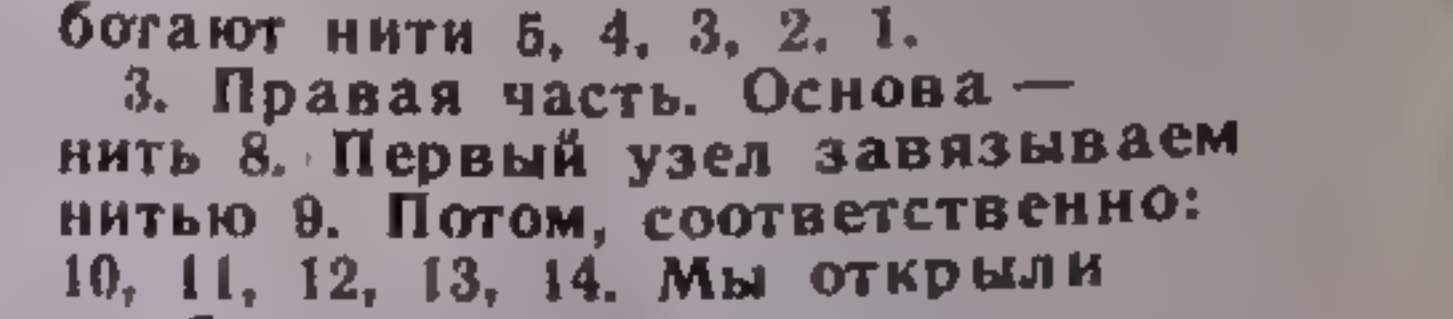 ботают нити 5, 4, 3, 2, 1.
3. Правая часть. Основа —
нить 8. Первый узел завязываем
нитью 9. Потом, соответственно:
10, 11, 12, 13, 14. Мы открыли